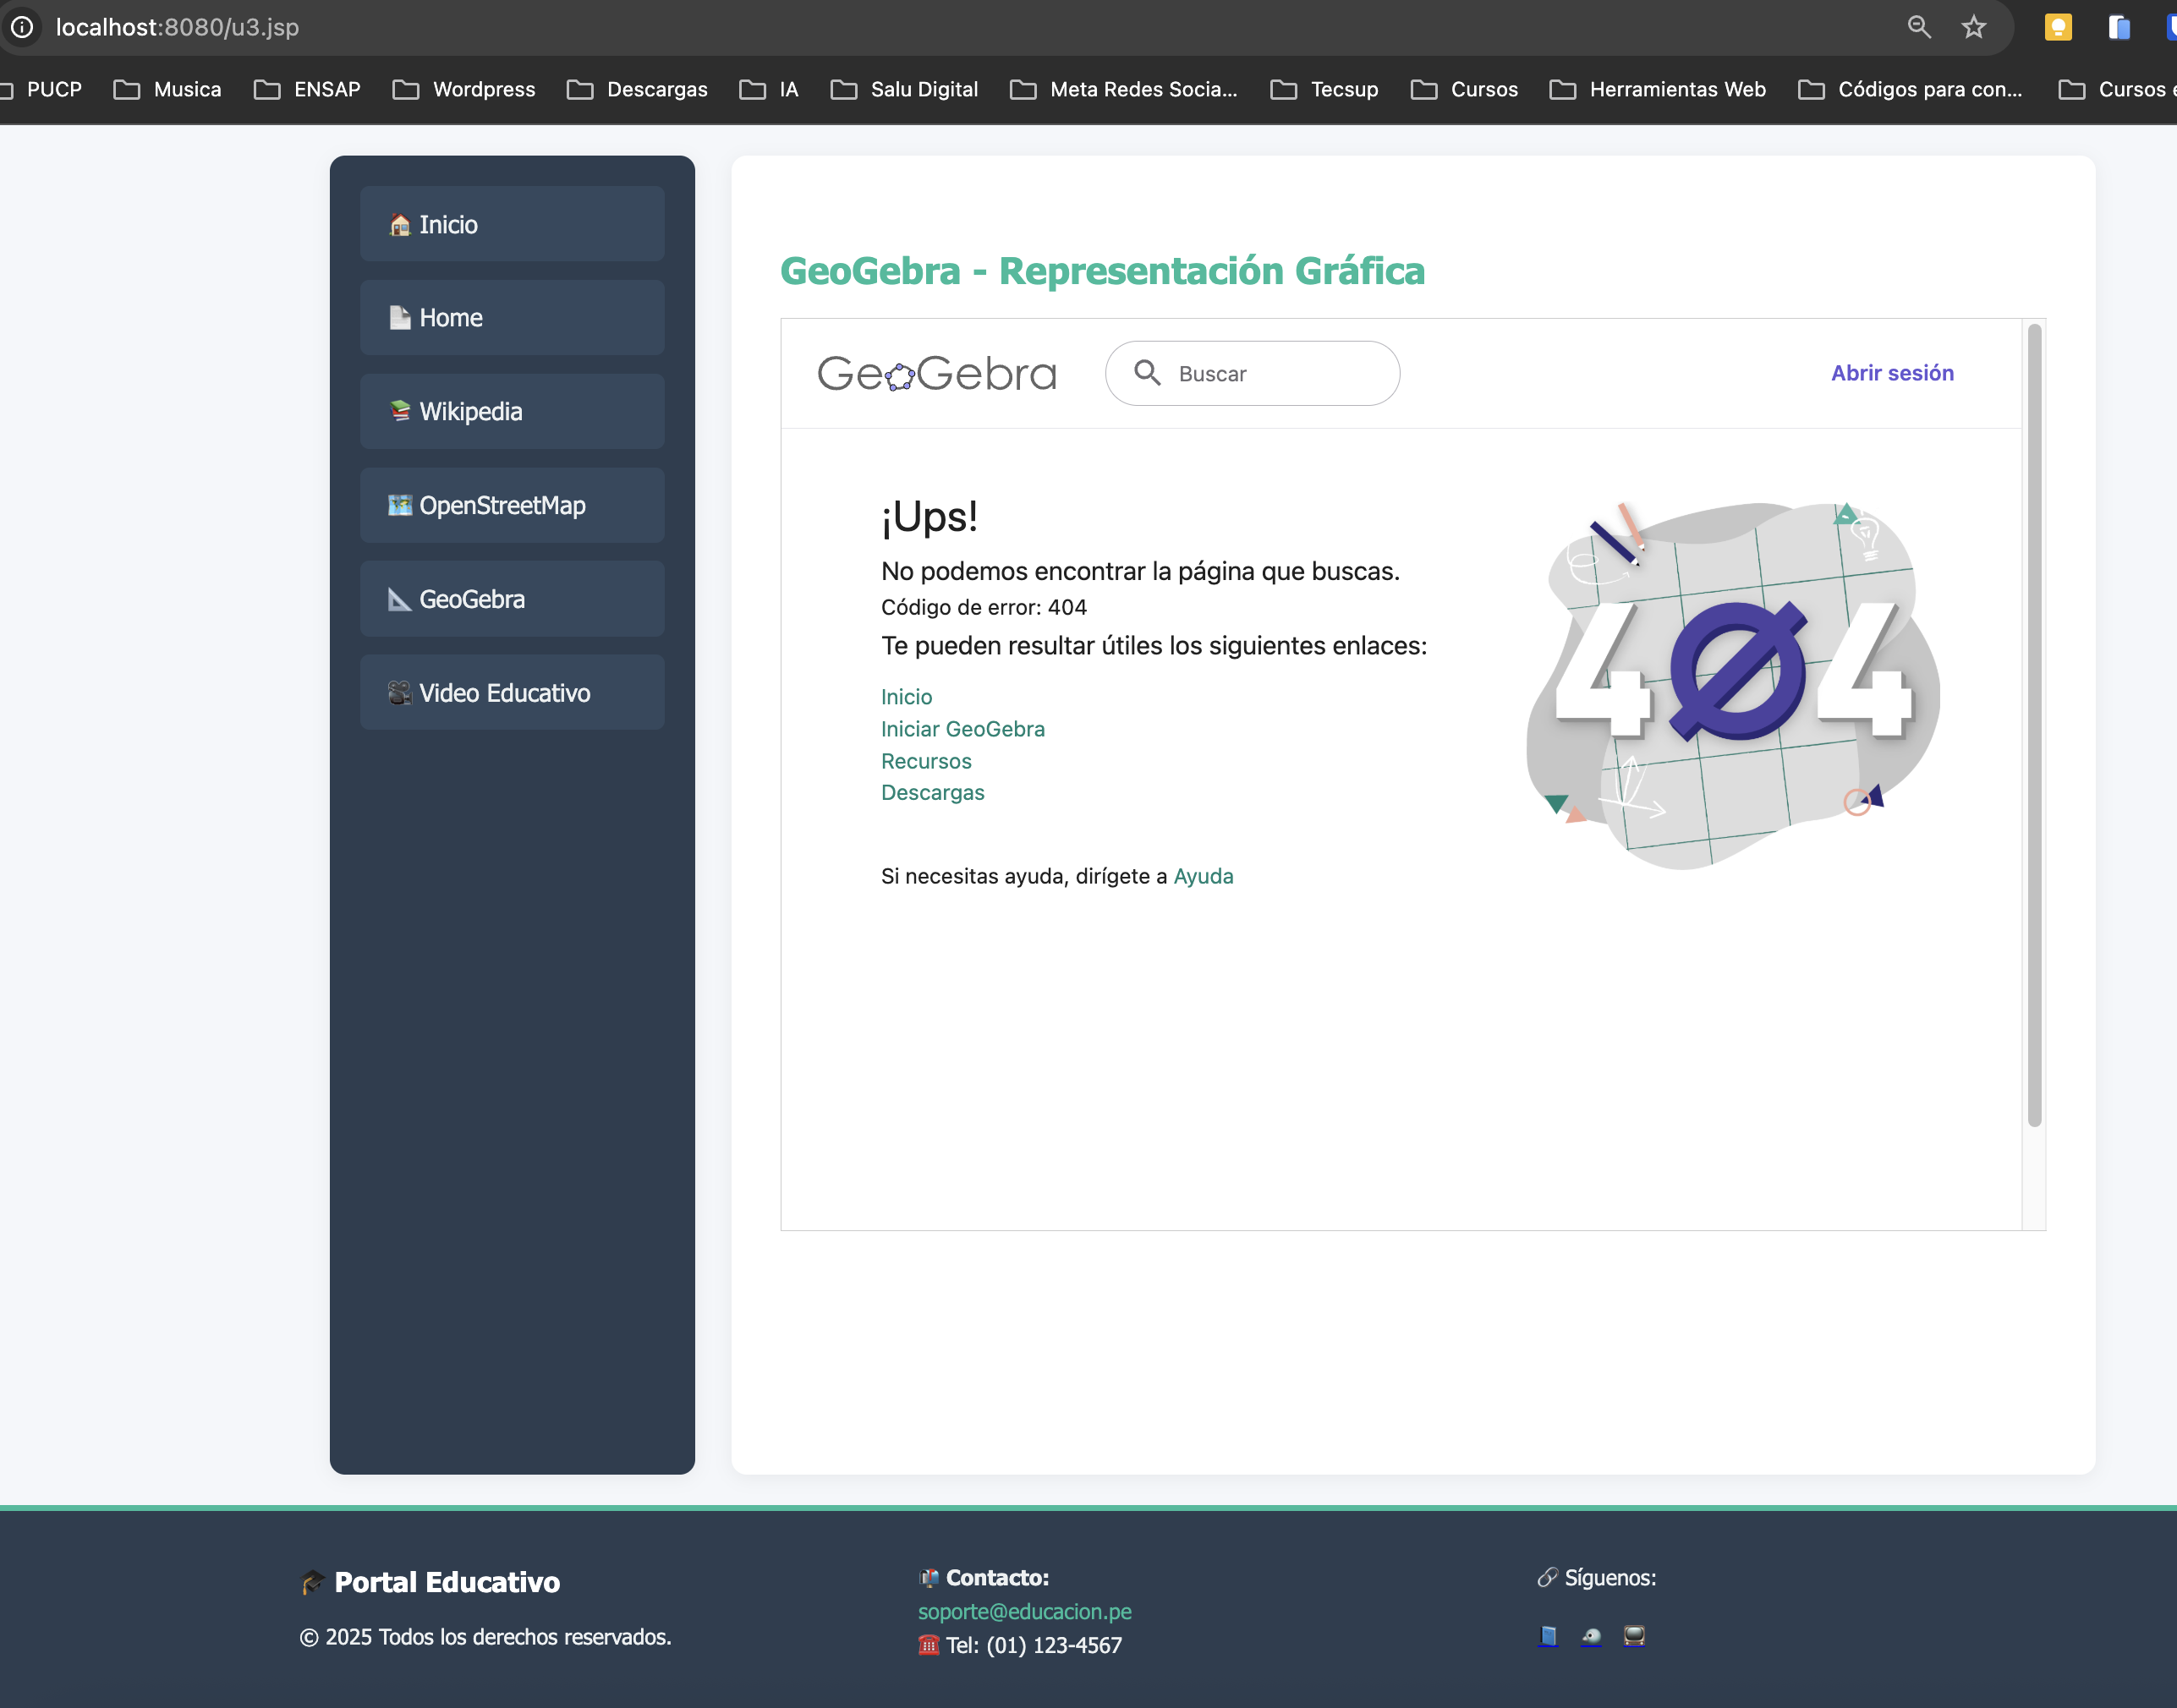 localhost:8080/u3.jsp
PUCP Musica ENSAP Wordpress Descargas IA Salu Digital Meta Redes Socia... Tecsup Cursos Herramientas Web Códigos para con... Cursos
Inicio
Home
Wikipedia
OpenStreetMap
GeoGebra
Video Educativo
GeoGebra - Representación Gráfica
GeoGebra Buscar Abrir sesión
¡Ups!
No podemos encontrar la página que buscas.
Código de error: 404
Te pueden resultar útiles los siguientes enlaces:
Inicio
Iniciar GeoGebra
Recursos
Descargas
Si necesitas ayuda, dirígete a Ayuda
404
Portal Educativo
© 2025 Todos los derechos reservados.
Contacto:
soporte@educacion.pe
Tel: (01) 123-4567
Síguenos: